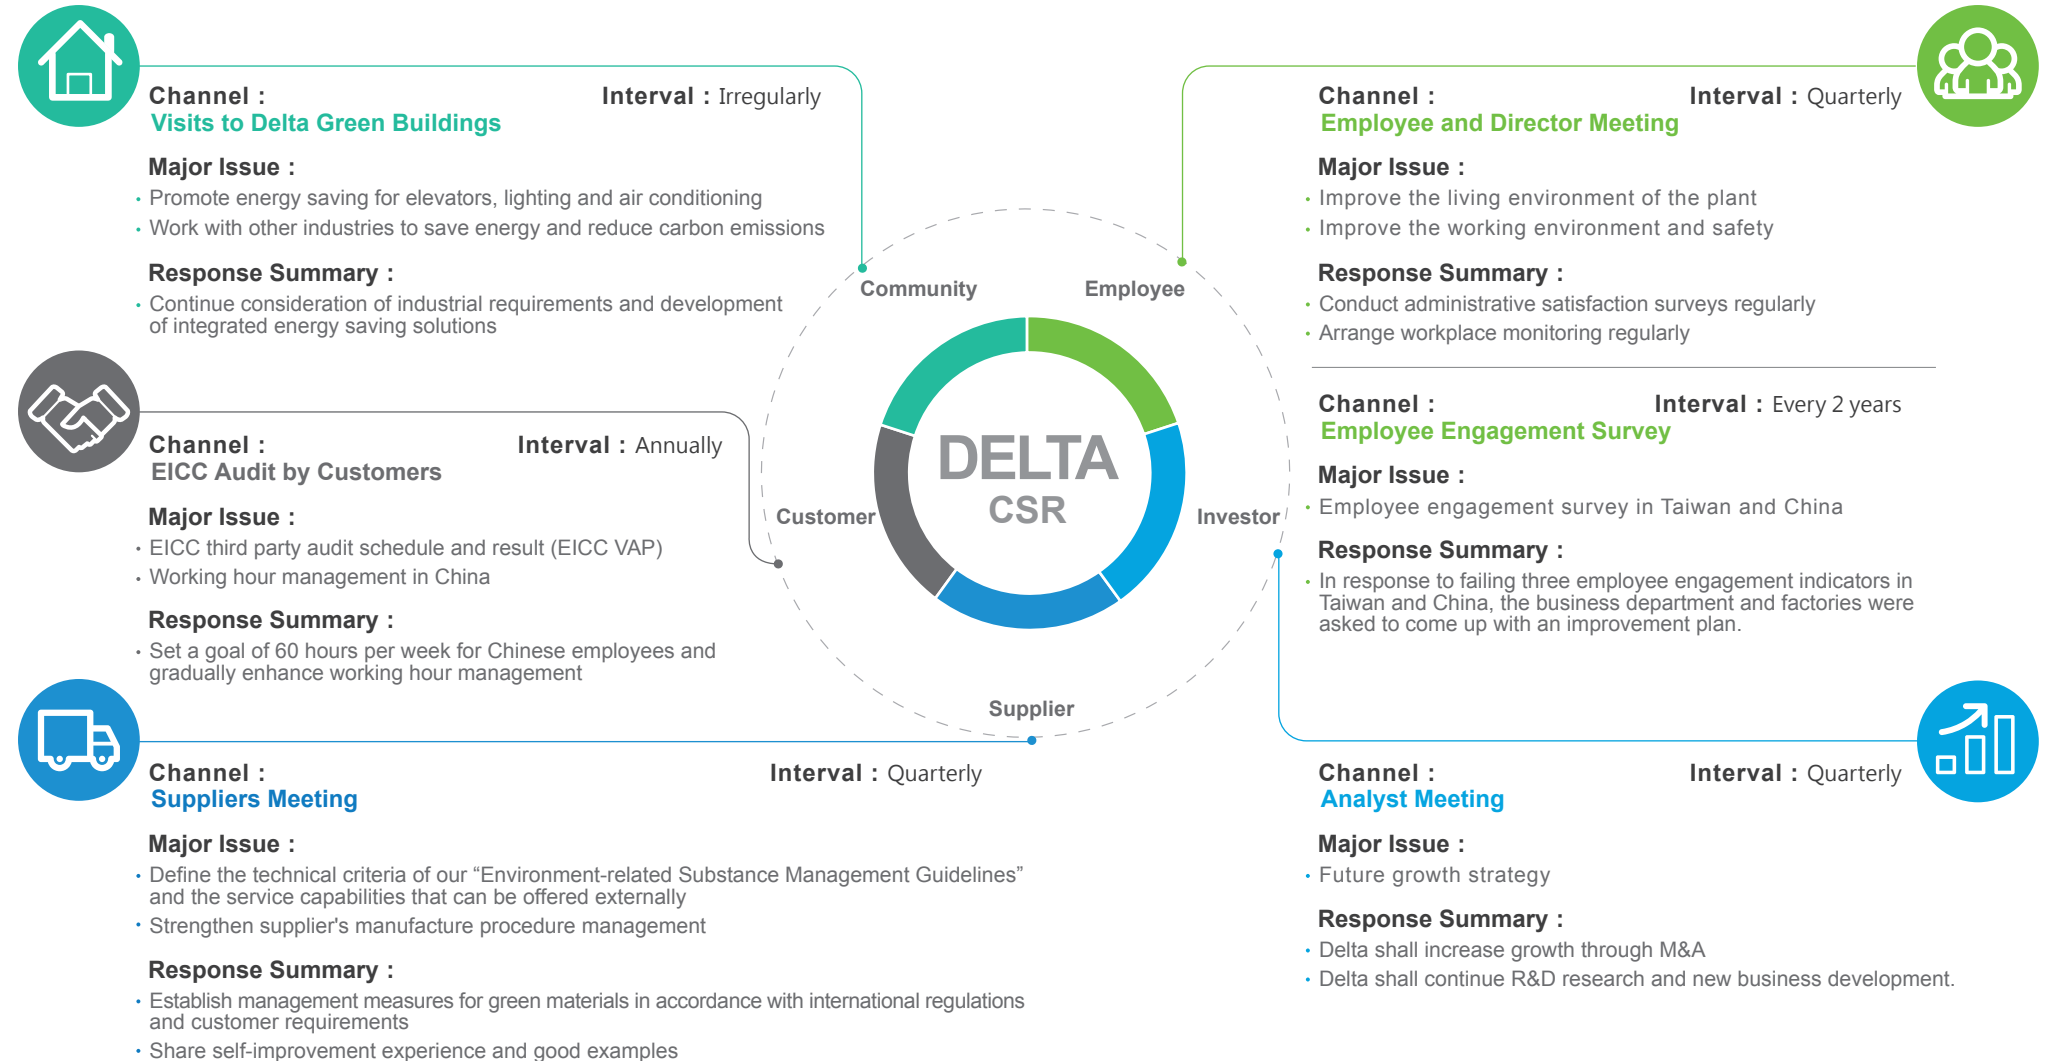 Channel :
Interval : Irregularly
Visits to Delta Green Buildings
Major Issue :
• Promote energy saving for elevators, lighting and air conditioning
• Work with other industries to save energy and reduce carbon emissions
Response Summary :
• Continue consideration of industrial requirements and development
of integrated energy saving solutions
Channel :
Interval : Annually
EICC Audit by Customers
Major Issue :
• EICC third party audit schedule and result (EICC VAP)
• Working hour management in China
Response Summary :
• Set a goal of 60 hours per week for Chinese employees and
gradually enhance working hour management
Channel :
Interval : Quarterly
Suppliers Meeting
Major Issue :
• Define the technical criteria of our “Environment-related Substance Management Guidelines”
and the service capabilities that can be offered externally
• Strengthen supplier's manufacture procedure management
Response Summary :
• Establish management measures for green materials in accordance with international regulations
and customer requirements
• Share self-improvement experience and good examples
Community
Employee
DELTA
CSR
Customer
Investor
Supplier
Channel :
Interval : Quarterly
Employee and Director Meeting
Major Issue :
• Improve the living environment of the plant
• Improve the working environment and safety
Response Summary :
• Conduct administrative satisfaction surveys regularly
• Arrange workplace monitoring regularly
Channel :
Interval : Every 2 years
Employee Engagement Survey
Major Issue :
• Employee engagement survey in Taiwan and China
Response Summary :
• In response to failing three employee engagement indicators in
Taiwan and China, the business department and factories were
asked to come up with an improvement plan.
Channel :
Interval : Quarterly
Analyst Meeting
Major Issue :
• Future growth strategy
Response Summary :
• Delta shall increase growth through M&A
• Delta shall continue R&D research and new business development.